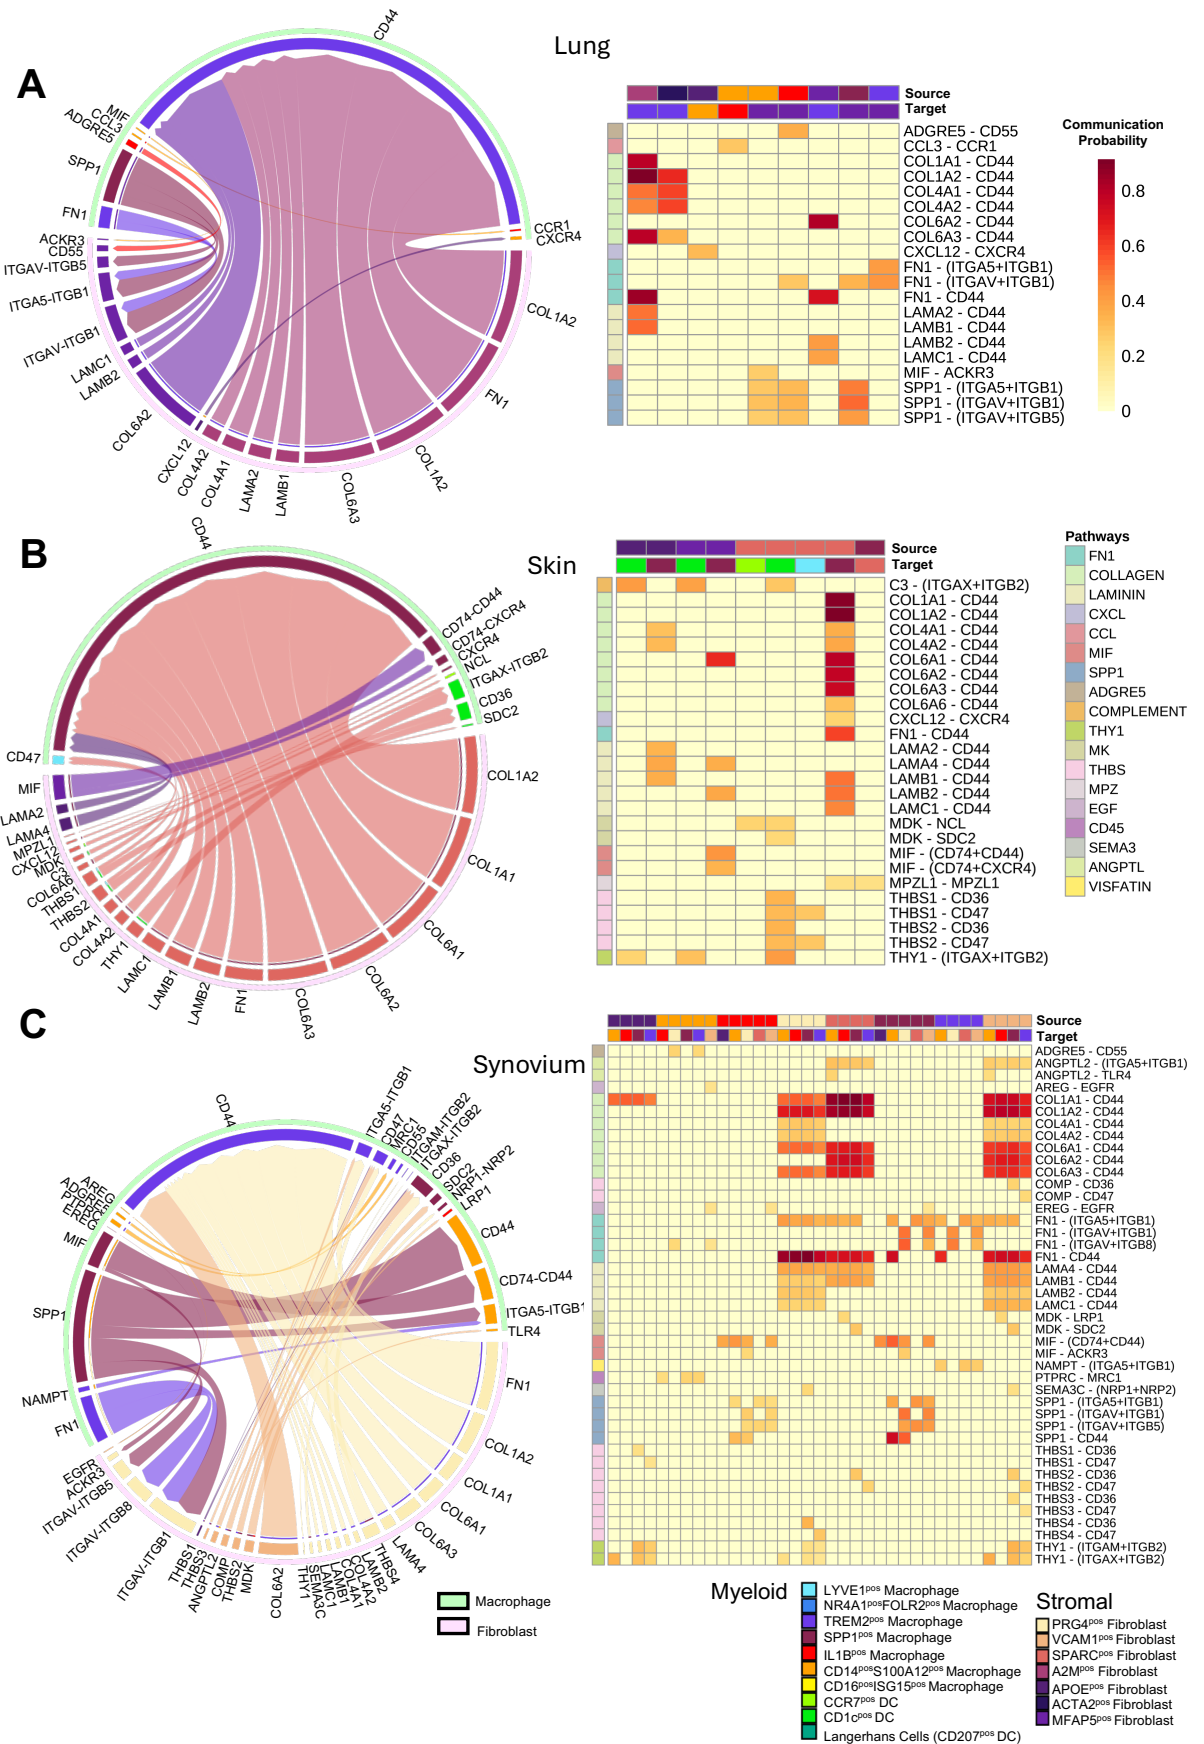 A
Lung
CD44
MIF
CCL3
ADGRE5
SPP1
FN1
ACKR3
CD55
ITGAV-ITGB5
ITGA5-ITGB1
ITGAV-ITGB1
LAMC1
LAMB2
COL6A2
CXCL12
COL4A2
COL4A1
LAMA2
LAMB1
COL6A3
COL1A2
FN1
COL1A2
CXCR4
CCR1
Source
Target
ADGRE5 - CD55
CCL3 - CCR1
COL1A1 - CD44
COL1A2 - CD44
COL4A1 - CD44
COL4A2 - CD44
COL6A2 - CD44
COL6A3 - CD44
CXCL12 - CXCR4
FN1 - (ITGA5+ITGB1)
FN1 - (ITGAV+ITGB1)
FN1 - CD44
LAMA2 - CD44
LAMB1 - CD44
LAMB2 - CD44
LAMC1 - CD44
MIF - ACKR3
SPP1 - (ITGA5+ITGB1)
SPP1 - (ITGAV+ITGB1)
SPP1 - (ITGAV+ITGB5)
Communication
Probability
0.8
0.6
0.4
0.2
0
B
Skin
CD44
CD74-CD44
CD74-CXCR4
CXCR4
NCL
ITGAX-ITGB2
CD36
SDC2
COL1A2
COL1A1
COL6A1
COL6A2
COL6A3
FN1
LAMB2
LAMB1
LAMC1
THY1
COL4A2
COL4A1
THBS2
THBS1
COL6A6
C3
MDK
CXCL12
MPZL1
LAMA4
LAMA2
MIF
CD47
Source
Target
C3 - (ITGAX+ITGB2)
COL1A1 - CD44
COL1A2 - CD44
COL4A1 - CD44
COL4A2 - CD44
COL6A1 - CD44
COL6A2 - CD44
COL6A3 - CD44
COL6A6 - CD44
CXCL12 - CXCR4
FN1 - CD44
LAMA2 - CD44
LAMA4 - CD44
LAMB1 - CD44
LAMB2 - CD44
LAMC1 - CD44
MDK - NCL
MDK - SDC2
MIF - (CD74+CD44)
MIF - (CD74+CXCR4)
MPZL1 - MPZL1
THBS1 - CD36
THBS1 - CD47
THBS2 - CD36
THBS2 - CD47
THY1 - (ITGAX+ITGB2)
Pathways
FN1
COLLAGEN
LAMININ
CXCL
CCL
MIF
SPP1
ADGRE5
COMPLEMENT
THY1
MK
THBS
MPZ
EGF
CD45
SEMA3
ANGPTL
VISFATIN
C
Synovium
CD44
ITGA5-ITGB1
CD47
MRC1
CD55
ITGAM-ITGB2
ITGAX-ITGB2
CD36
SDC2
NRP1-NRP2
LRP1
CD44
CD74-CD44
ITGA5-ITGB1
TLR4
FN1
COL1A2
COL1A1
COL6A1
COL6A3
LAMA4
THBS4
LAMB2
COL4A2
COL4A1
LAMB1
LAMC1
SEMA3C
THY1
COL6A2
MDK
THBS2
COMP
ANGPTL2
THBS3
THBS1
ITGAV-ITGB1
ITGAV-ITGB8
ITGAV-ITGB5
ACKR3
EGFR
FN1
NAMPT
SPP1
MIF
AREG
Source
Target
ADGRE5 - CD55
ANGPTL2 - (ITGA5+ITGB1)
ANGPTL2 - TLR4
AREG - EGFR
COL1A1 - CD44
COL1A2 - CD44
COL4A1 - CD44
COL4A2 - CD44
COL6A1 - CD44
COL6A2 - CD44
COL6A3 - CD44
COMP - CD36
COMP - CD47
EREG - EGFR
FN1 - (ITGA5+ITGB1)
FN1 - (ITGAV+ITGB1)
FN1 - (ITGAV+ITGB8)
FN1 - CD44
LAMA4 - CD44
LAMB1 - CD44
LAMB2 - CD44
LAMC1 - CD44
MDK - LRP1
MDK - SDC2
MIF - (CD74+CD44)
MIF - ACKR3
NAMPT - (ITGA5+ITGB1)
PTPRC - MRC1
SEMA3C - (NRP1+NRP2)
SPP1 - (ITGA5+ITGB1)
SPP1 - (ITGAV+ITGB1)
SPP1 - (ITGAV+ITGB5)
SPP1 - CD44
THBS1 - CD36
THBS1 - CD47
THBS2 - CD36
THBS2 - CD47
THBS3 - CD36
THBS3 - CD47
THBS4 - CD36
THBS4 - CD47
THY1 - (ITGAM+ITGB2)
THY1 - (ITGAX+ITGB2)
Macrophage
Fibroblast
Myeloid
LYVE1pos Macrophage
NR4A1posFOLR2pos Macrophage
TREM2pos Macrophage
SPP1pos Macrophage
IL1Bpos Macrophage
CD14posS100A12pos Macrophage
CD16posISG15pos Macrophage
CCR7pos DC
CD1cpos DC
Langerhans Cells (CD207pos DC)
Stromal
PRG4pos Fibroblast
VCAM1pos Fibroblast
SPARCpos Fibroblast
A2Mpos Fibroblast
APOEpos Fibroblast
ACTA2pos Fibroblast
MFAP5pos Fibroblast